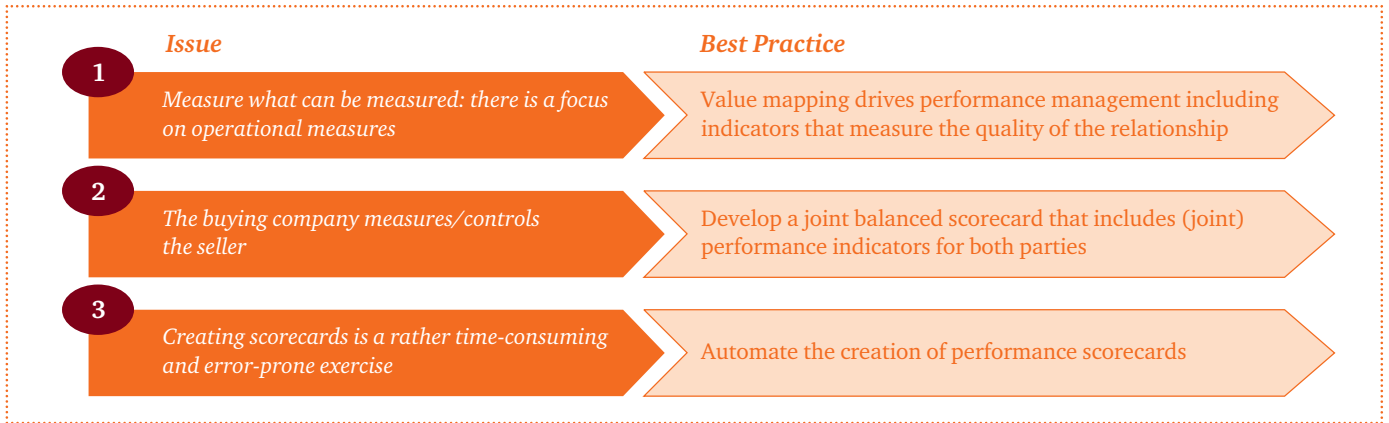 Issue
Best Practice
1
Measure what can be measured: there is a focus
on operational measures
Value mapping drives performance management including
indicators that measure the quality of the relationship
2
The buying company measures/controls
the seller
Develop a joint balanced scorecard that includes (joint)
performance indicators for both parties
3
Creating scorecards is a rather time-consuming
and error-prone exercise
Automate the creation of performance scorecards